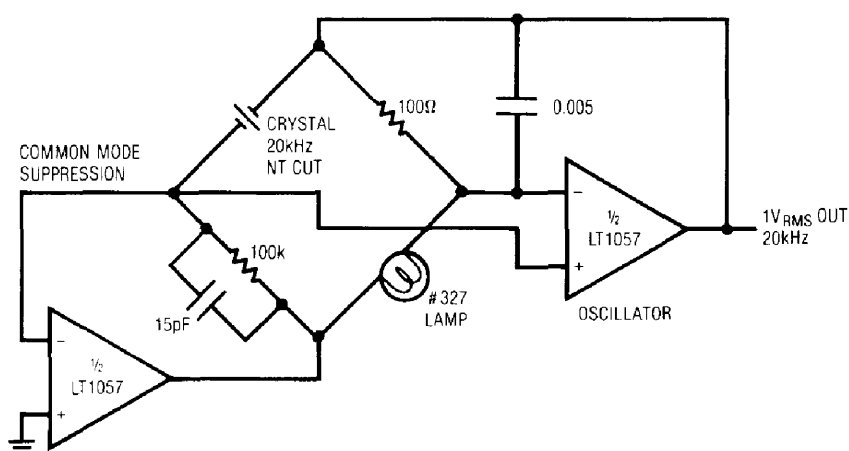 100Ω
0.005
CRYSTAL
20kHz
NT CUT
COMMON MODE
SUPPRESSION
−
½
LT1057
+
1VRMS OUT
20kHz
OSCILLATOR
100k
15pF
#327
LAMP
−
½
LT1057
+